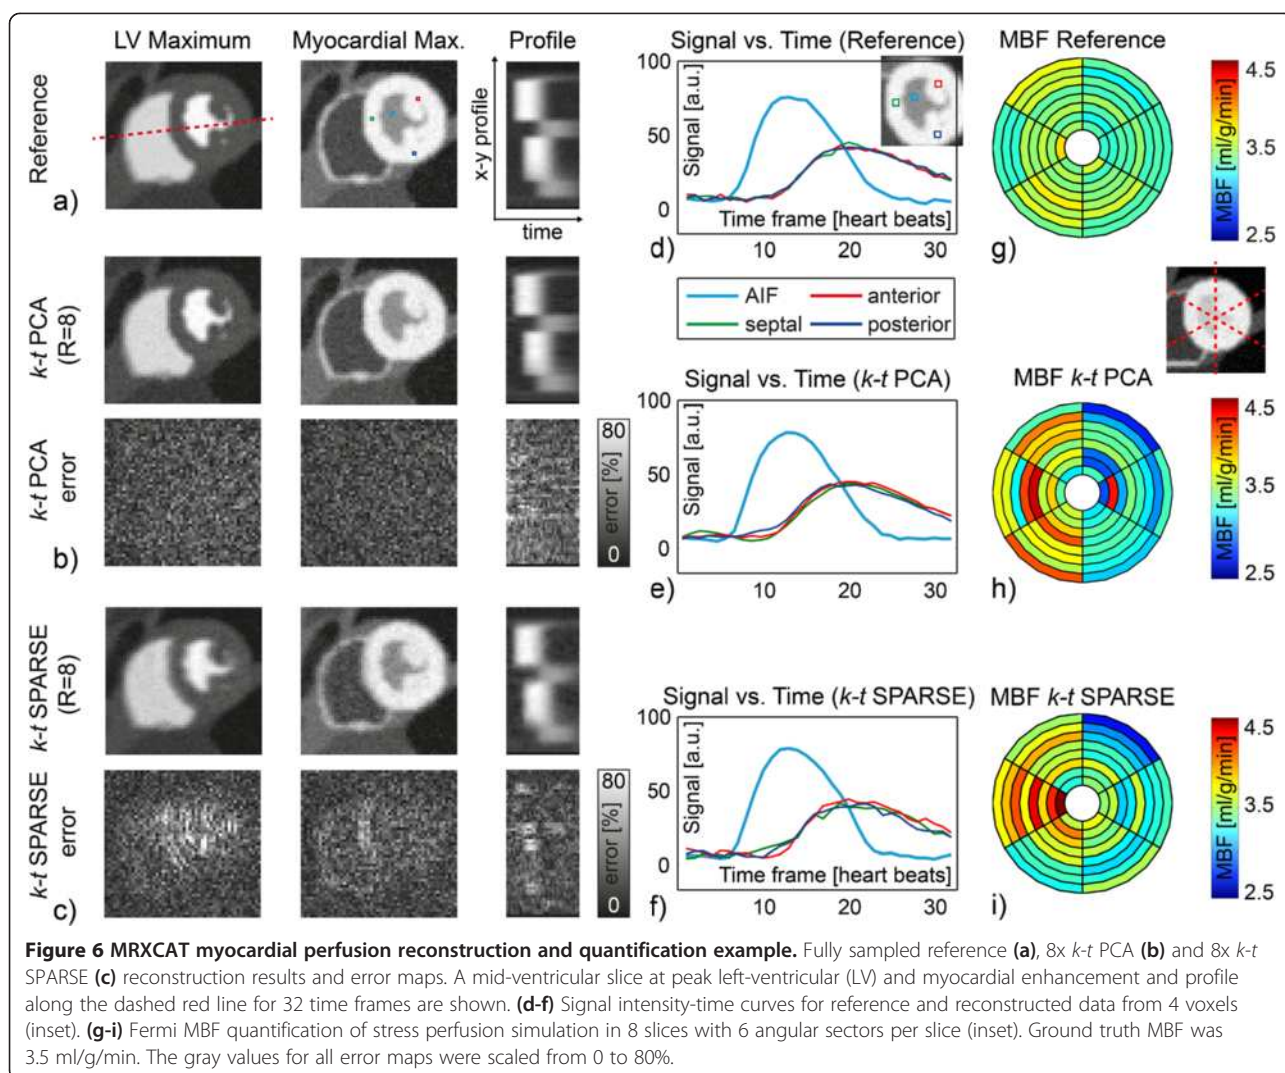 LV Maximum
Myocardial Max.
Profile
Signal vs. Time (Reference)
MBF Reference
Reference
a)
x-y profile
time
100
50
0
Signal [a.u.]
Time frame [heart beats]
10
20
30
d)
g)
4.5
MBF [ml/g/min]
2.5
AIF
anterior
septal
posterior
k-t PCA
(R=8)
k-t PCA
error
b)
80
error [%]
0
Signal vs. Time (k-t PCA)
100
50
0
Signal [a.u.]
10
20
30
e)
MBF k-t PCA
h)
4.5
MBF [ml/g/min]
2.5
k-t SPARSE
(R=8)
k-t SPARSE
error
c)
80
error [%]
0
Signal vs. Time (k-t SPARSE)
100
50
0
Signal [a.u.]
Time frame [heart beats]
10
20
30
f)
MBF k-t SPARSE
i)
4.5
MBF [ml/g/min]
2.5
Figure 6 MRXCAT myocardial perfusion reconstruction and quantification example. Fully sampled reference (a), 8x k-t PCA (b) and 8x k-t
SPARSE (c) reconstruction results and error maps. A mid-ventricular slice at peak left-ventricular (LV) and myocardial enhancement and profile
along the dashed red line for 32 time frames are shown. (d-f) Signal intensity-time curves for reference and reconstructed data from 4 voxels
(inset). (g-i) Fermi MBF quantification of stress perfusion simulation in 8 slices with 6 angular sectors per slice (inset). Ground truth MBF was
3.5 ml/g/min. The gray values for all error maps were scaled from 0 to 80%.